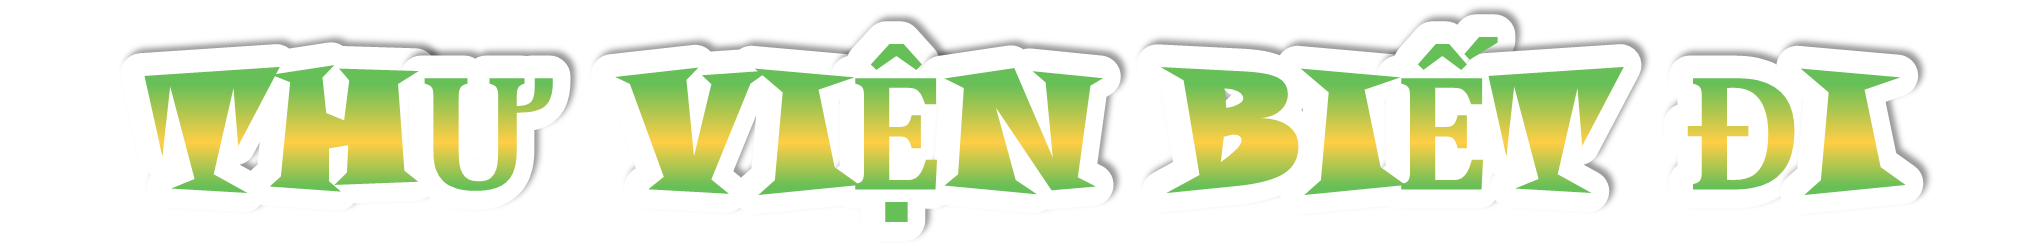 THƯ VIỆN BIẾT ĐI